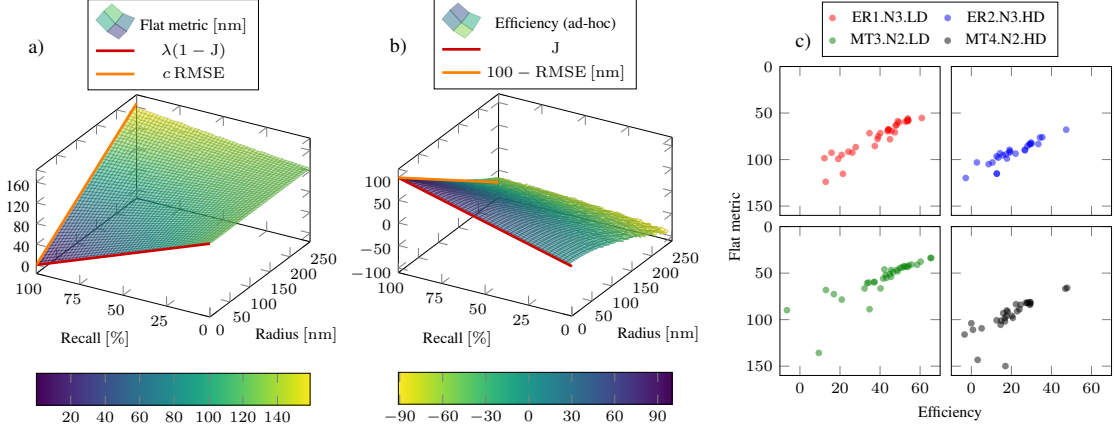 a)
Flat metric [nm]
λ(1 − J)
c RMSE
0
40
80
120
160
100
75
50
25
0
Recall [%]
0
50
100
150
200
250
Radius [nm]
20 40 60 80 100 120 140
b)
Efficiency (ad-hoc)
J
100 − RMSE [nm]
100
50
0
−50
−100
100
75
50
25
0
Recall [%]
0
50
100
150
200
250
Radius [nm]
−90 −60 −30 0 30 60 90
c)
ER1.N3.LD ER2.N3.HD
MT3.N2.LD MT4.N2.HD
0
50
100
150
50
100
150
Flat metric
0 20 40 60
0 20 40 60
Efficiency